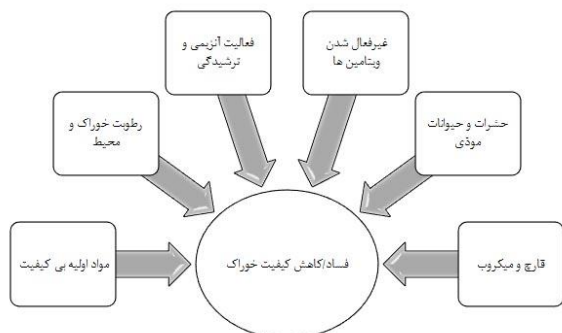 غیرفعال شدن
ویتامین ها
فعالیت آنزیمی و
ترشیدگی
حشرات و حیوانات
موذی
رطوبت خوراک و
محیط
قارچ و میکروب
فساد/کاهش کیفیت خوراک
مواد اولیه بی کیفیت